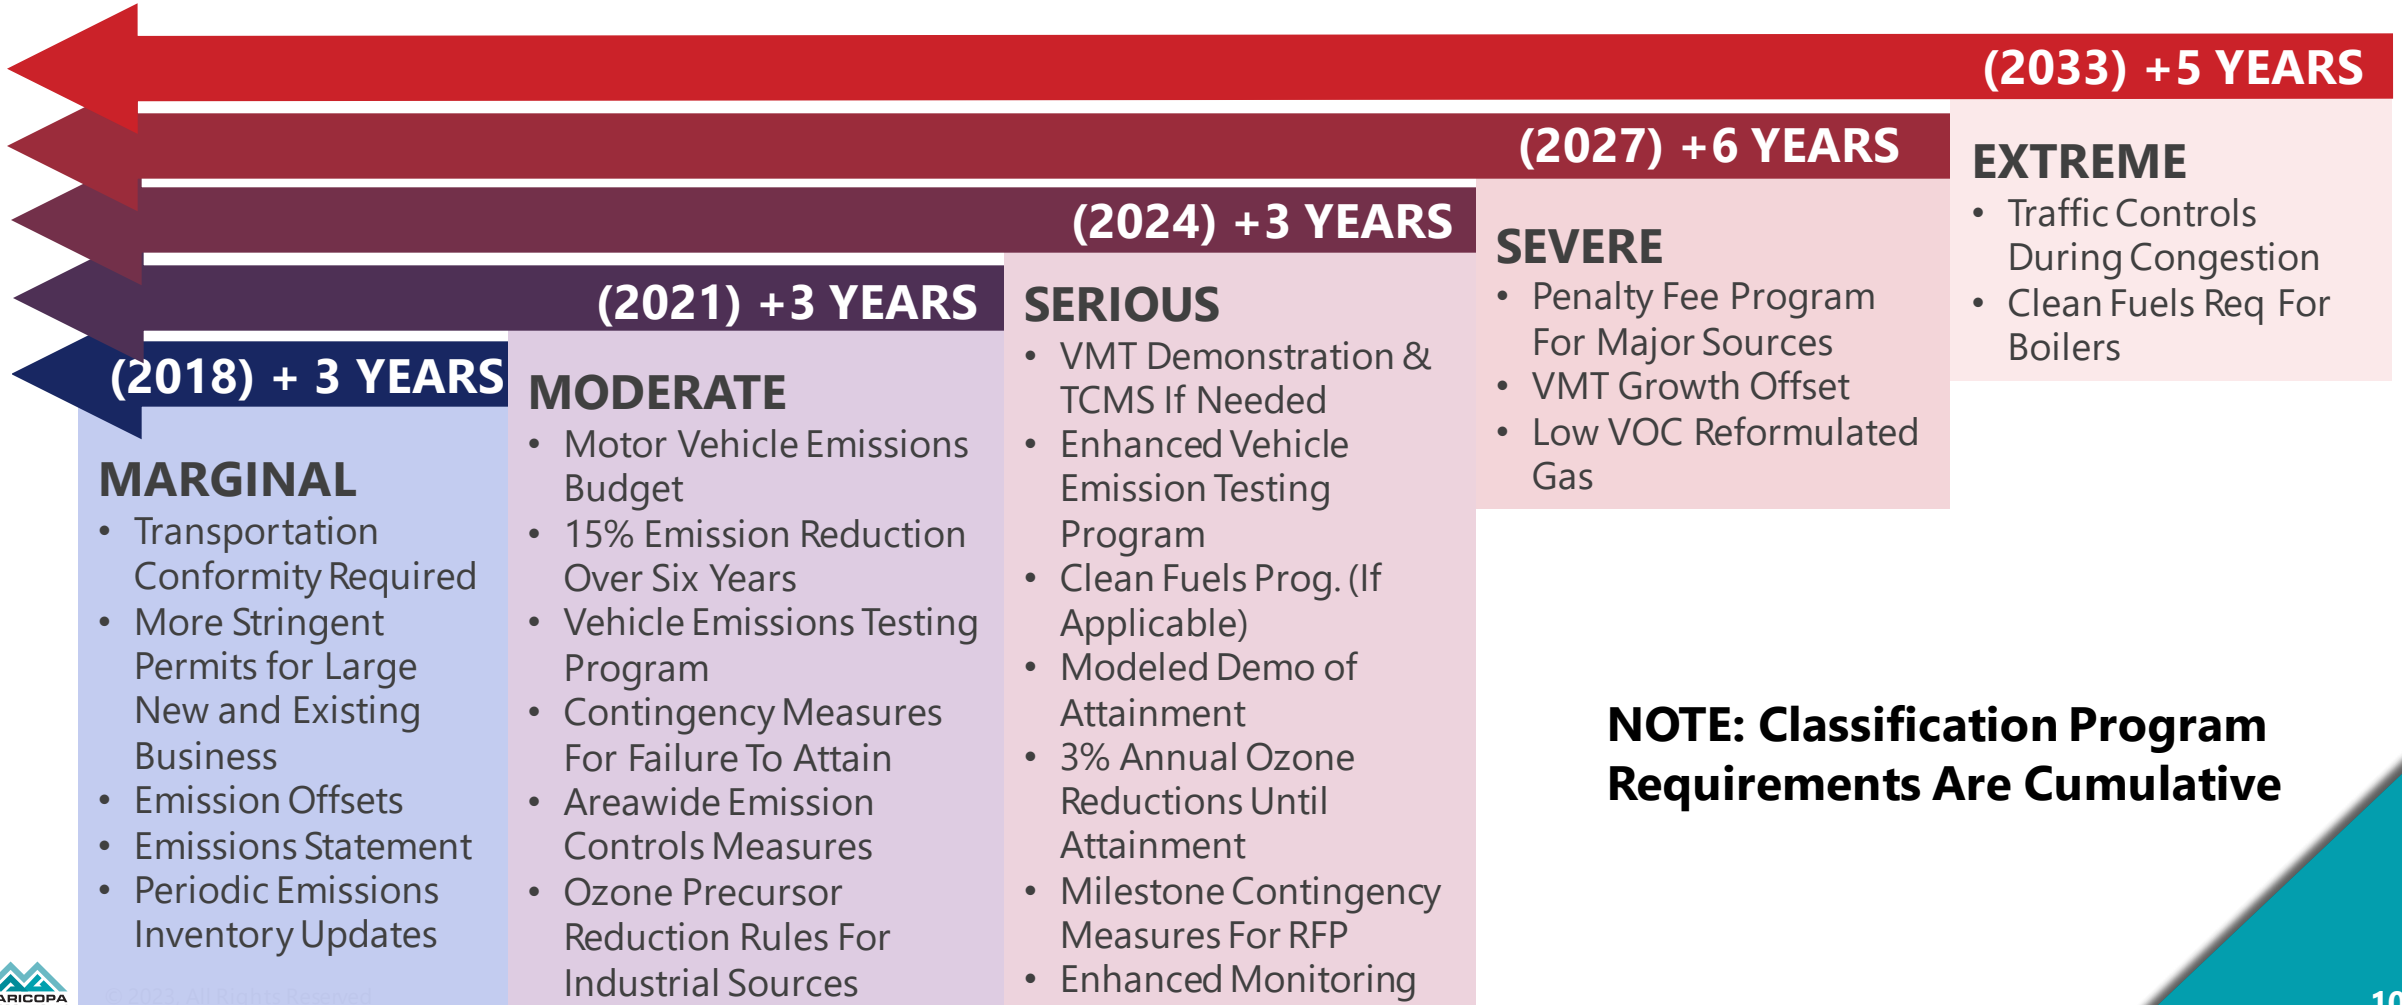 (2033) +5 YEARS
(2027) +6 YEARS
(2024) +3 YEARS
(2021) +3 YEARS
(2018) + 3 YEARS
MARGINAL
• Transportation
Conformity Required
• More Stringent
Permits for Large
New and Existing
Business
• Emission Offsets
• Emissions Statement
• Periodic Emissions
Inventory Updates
MODERATE
• Motor Vehicle Emissions
Budget
• 15% Emission Reduction
Over Six Years
• Vehicle Emissions Testing
Program
• Contingency Measures
For Failure To Attain
• Areawide Emission
Controls Measures
• Ozone Precursor
Reduction Rules For
Industrial Sources
SERIOUS
• VMT Demonstration &
TCMS If Needed
• Enhanced Vehicle
Emission Testing
Program
• Clean Fuels Prog. (If
Applicable)
• Modeled Demo of
Attainment
• 3% Annual Ozone
Reductions Until
Attainment
• Milestone Contingency
Measures For RFP
• Enhanced Monitoring
SEVERE
• Penalty Fee Program
For Major Sources
• VMT Growth Offset
• Low VOC Reformulated
Gas
EXTREME
• Traffic Controls
During Congestion
• Clean Fuels Req For
Boilers
NOTE: Classification Program
Requirements Are Cumulative
ARICOPA
© 2023, All Rights Reserved.
10